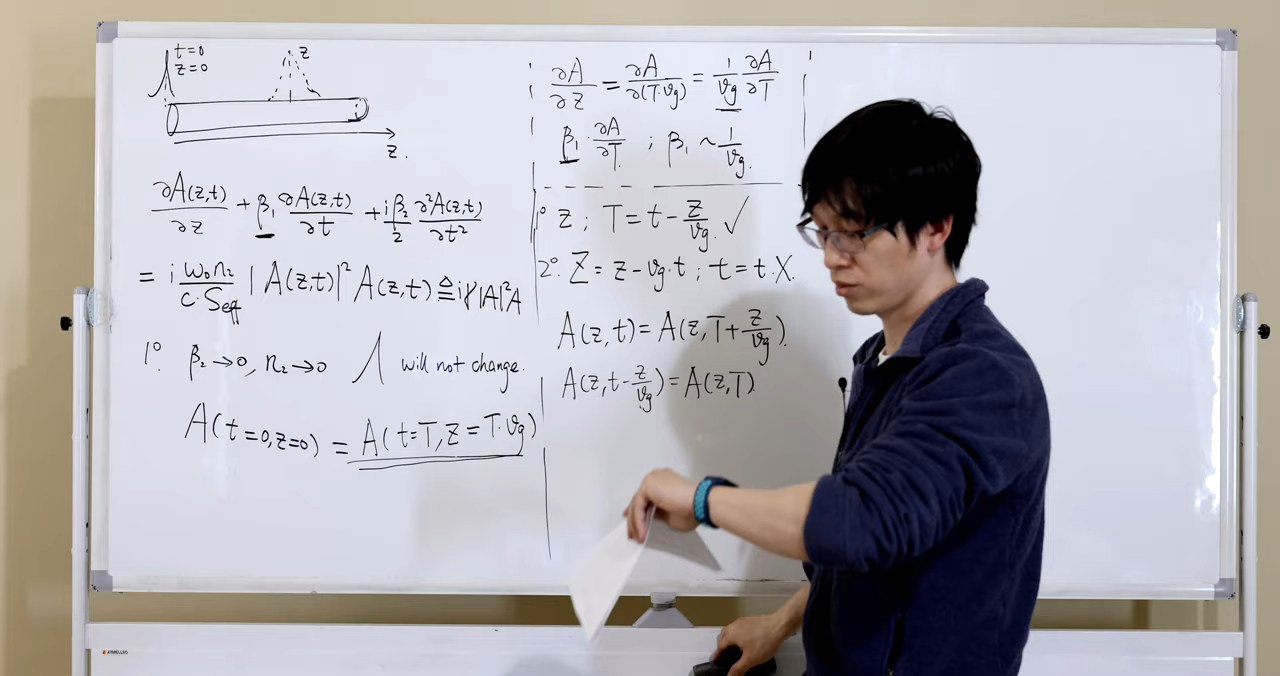 t=0
z=0
z
z.
∂A(z,t)/∂z + β₁ ∂A(z,t)/∂t + iβ₂/2 ∂²A(z,t)/∂t²
= i ω₀n₂/(c·Seff) |A(z,t)|² A(z,t) ≙ iγ|A|²A
1°. β₂→0, n₂→0 will not change.
A(t=0,z=0) = A(t=T,z=T·vg)
∂A/∂z = ∂A/∂(T·vg) = 1/vg ∂A/∂T
β₁·∂A/∂T ; β₁ ~ 1/vg.
1° z; T=t-z/vg. ✓
2°. Z=z-vg·t; t=t. X.
A(z,t)=A(z,T+z/vg).
A(z,t-z/vg)=A(z,T)